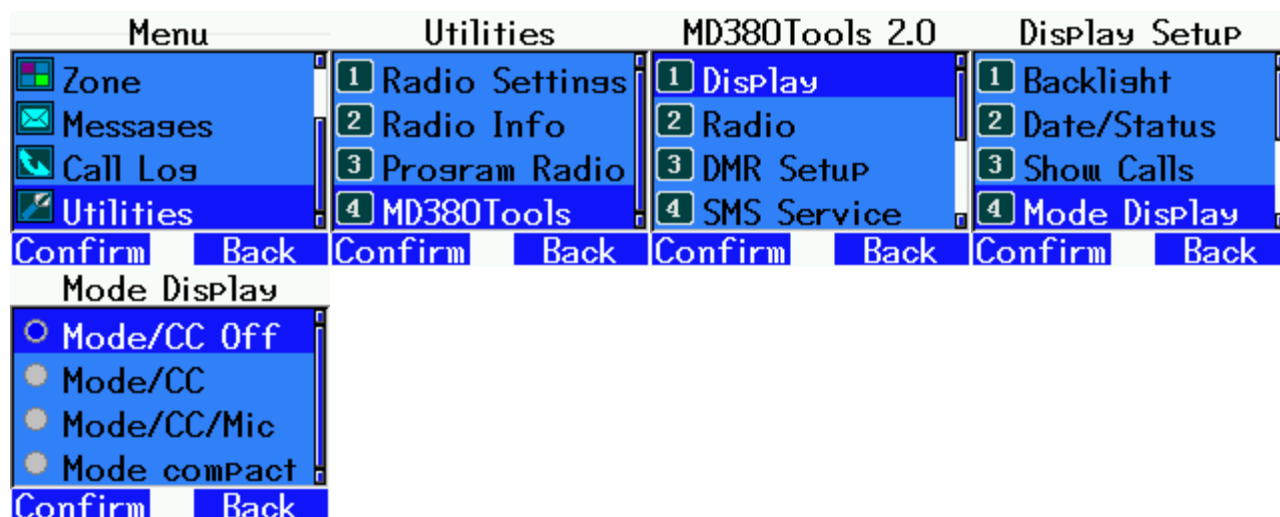 Menu
Zone
Messages
Call Log
Utilities
Confirm Back
Utilities
1 Radio Settings
2 Radio Info
3 Program Radio
4 MD380Tools
Confirm Back
MD380Tools 2.0
1 Display
2 Radio
3 DMR Setup
4 SMS Service
Confirm Back
Display Setup
1 Backlight
2 Date/Status
3 Show Calls
4 Mode Display
Confirm Back
Mode Display
Mode/CC Off
Mode/CC
Mode/CC/Mic
Mode compact
Confirm Back